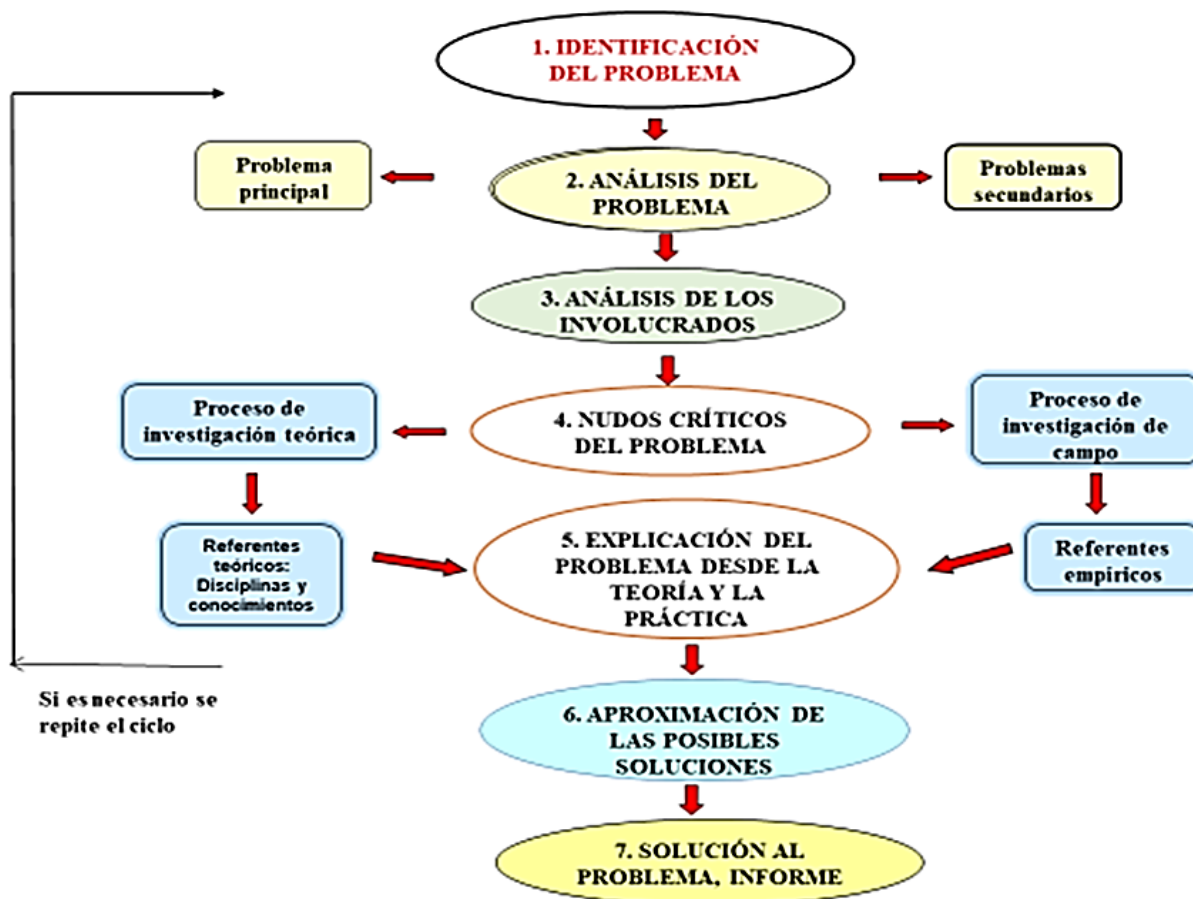 1. IDENTIFICACIÓN
DEL PROBLEMA
Problema
principal
2. ANÁLISIS DEL
PROBLEMA
Problemas
secundarios
3. ANÁLISIS DE LOS
INVOLUCRADOS
Proceso de
investigación teórica
4. NUDOS CRÍTICOS
DEL PROBLEMA
Proceso de
investigación de
campo
Referentes
teóricos:
Disciplinas y
conocimientos
5. EXPLICACIÓN DEL
PROBLEMA DESDE LA
TEORÍA Y LA
PRÁCTICA
Referentes
empíricos
Si es necesario se
repite el ciclo
6. APROXIMACIÓN DE
LAS POSIBLES
SOLUCIONES
7. SOLUCIÓN AL
PROBLEMA, INFORME